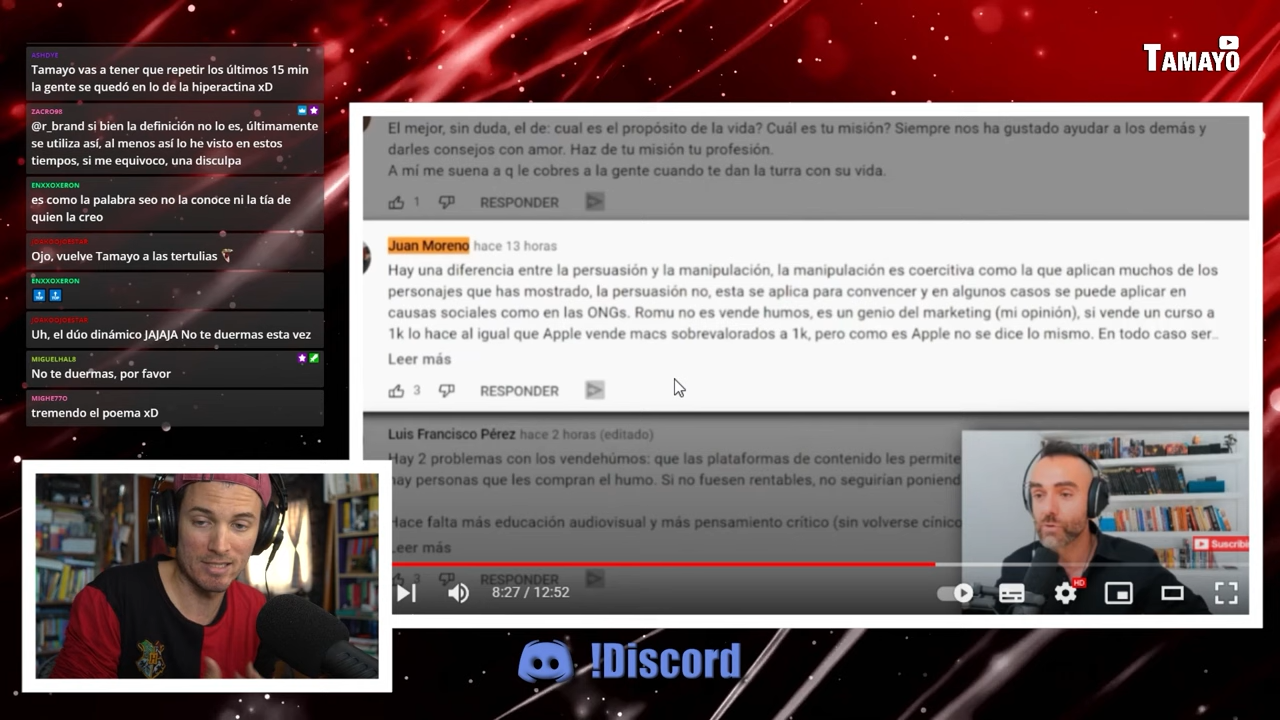 ASHDYE
Tamayo vas a tener que repetir los últimos 15 min
la gente se quedó en lo de la hiperactina xD
ZACRO98
@r_brand si bien la definición no lo es, últimamente
se utiliza así, al menos así lo he visto en estos
tiempos, si me equivoco, una disculpa
ENXXOXERON
es como la palabra seo no la conoce ni la tía de
quien la creo
Ojo, vuelve Tamayo a las tertulias
ENXXOXERON
Uh, el dúo dinámico JAJAJA No te duermas esta vez
MIGUELHAL8
No te duermas, por favor
MIGHE77O
tremendo el poema xD
TAMAYO
El mejor, sin duda, el de: cual es el propósito de la vida? Cuál es tu misión? Siempre nos ha gustado ayudar a los demás y
darles consejos con amor. Haz de tu misión tu profesión.
A mí me suena a q le cobres a la gente cuando te dan la turra con su vida.
1 RESPONDER
Juan Moreno hace 13 horas
Hay una diferencia entre la persuasión y la manipulación, la manipulación es coercitiva como la que aplican muchos de los
personajes que has mostrado, la persuasión no, esta se aplica para convencer y en algunos casos se puede aplicar en
causas sociales como en las ONGs. Romu no es vende humos, es un genio del marketing (mi opinión), si vende un curso a
1k lo hace al igual que Apple vende macs sobrevalorados a 1k, pero como es Apple no se dice lo mismo. En todo caso ser...
Leer más
3 RESPONDER
Luis Francisco Pérez hace 2 horas (editado)
Hay 2 problemas con los vendehúmos: que las plataformas de contenido les permite
hay personas que les compran el humo. Si no fuesen rentables, no seguirían poniend
Hace falta más educación audiovisual y más pensamiento crítico (sin volverse cínico
Leer más
3 RESPONDER
Suscribi
8:27 / 12:52
HD
!Discord